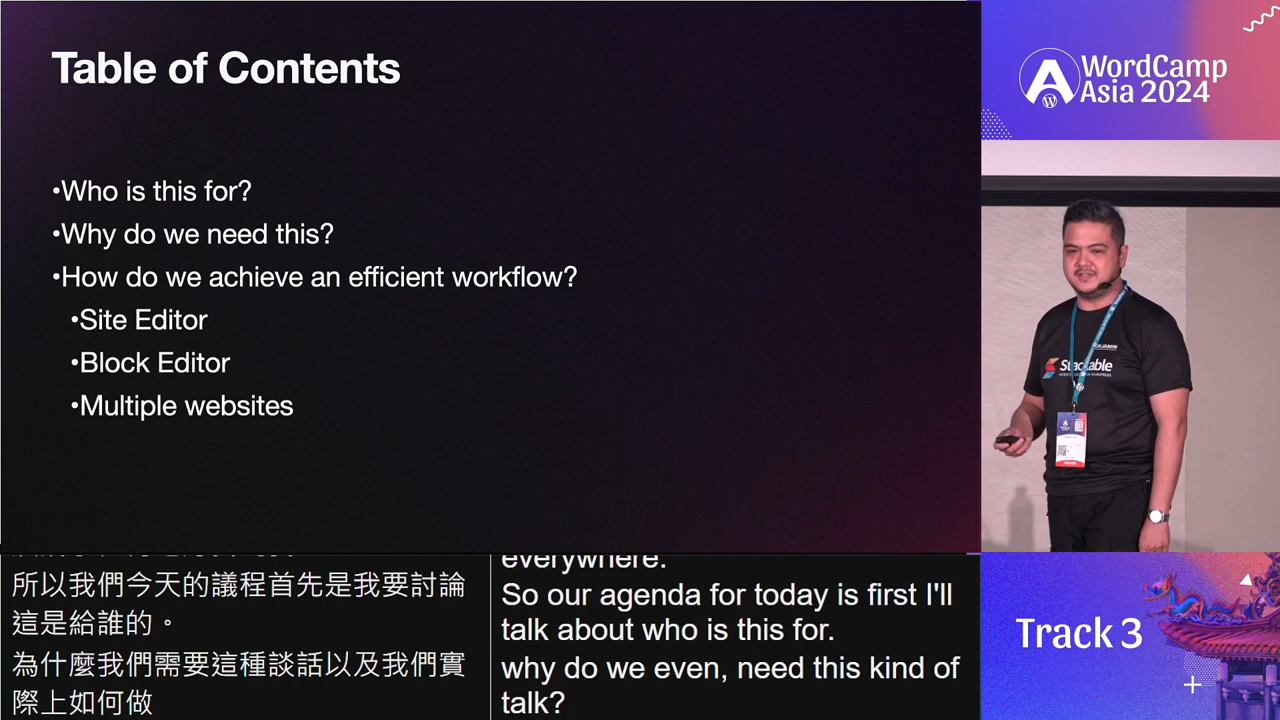 Table of Contents
•Who is this for?
•Why do we need this?
•How do we achieve an efficient workflow?
•Site Editor
•Block Editor
•Multiple websites
所以我們今天的議程首先是我要討論
這是給誰的。
為什麼我們需要這種談話以及我們實
際上如何做
everywhere.
So our agenda for today is first I'll
talk about who is this for.
why do we even, need this kind of
talk?
WordCamp
Asia 2024
Stackable
Track 3